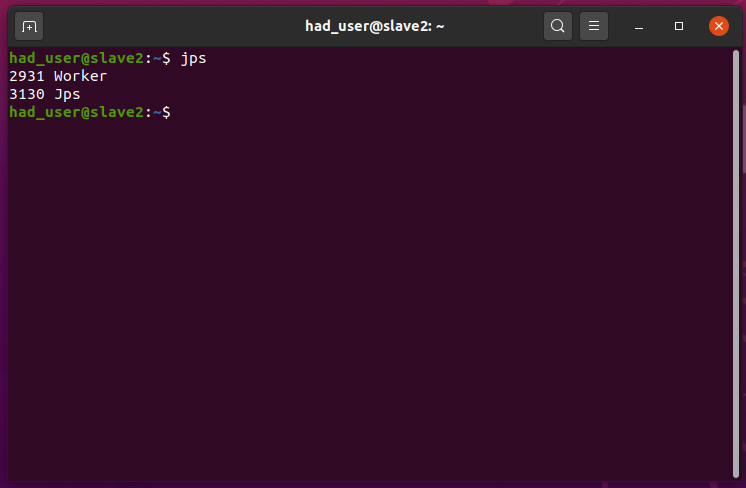 had_user@slave2: ~
had_user@slave2:~$ jps
2931 Worker
3130 Jps
had_user@slave2:~$